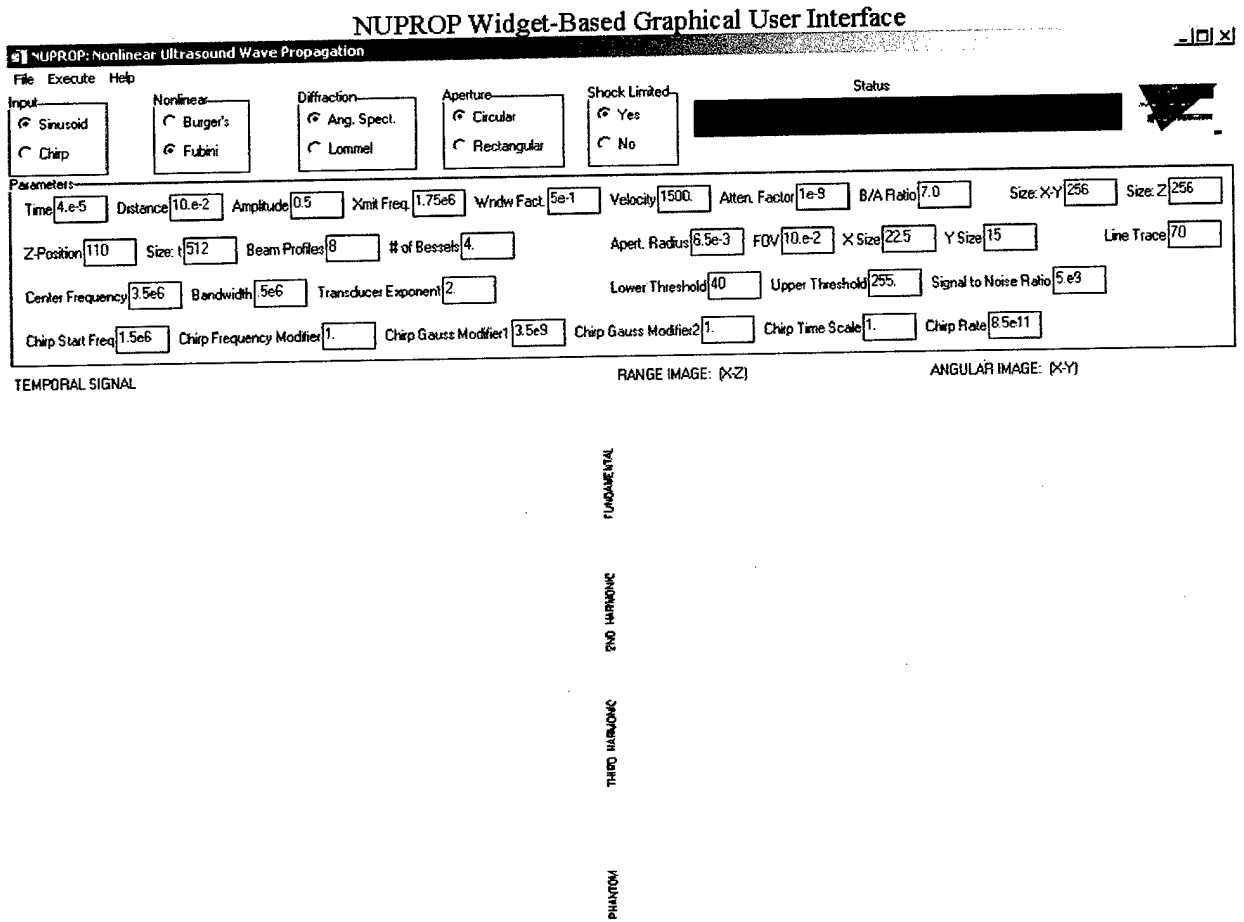 NUPROP Widget-Based Graphical User Interface
NUPROP: Nonlinear Ultrasound Wave Propagation
File Execute Help
Input Nonlinear Diffraction Aperture Shock Limited Status
Sinusoid Burger's Ang. Spect. Circular Yes
Chirp Fubini Lommel Rectangular No
Parameters
Time 4.e-5 Distance 10.e-2 Amplitude 0.5 Xmit Freq. 1.75e6 Wndw Fact. 5e-1 Velocity 1500. Atten. Factor 1e-9 B/A Ratio 7.0 Size: X-Y 256 Size: Z 256
Z-Position 110 Size: t 512 Beam Profiles 8 # of Bessels 4. Apert. Radius 6.5e-3 FOV 10.e-2 X Size 22.5 Y Size 15 Line Trace 70
Center Frequency 3.5e6 Bandwidth .5e6 Transducer Exponent 2. Lower Threshold 40 Upper Threshold 255. Signal to Noise Ratio 5.e9
Chirp Start Freq 1.5e6 Chirp Frequency Modifier 1. Chirp Gauss Modifier1 3.5e9 Chirp Gauss Modifier2 1. Chirp Time Scale 1. Chirp Rate 8.5e11
TEMPORAL SIGNAL RANGE IMAGE: (X-Z) ANGULAR IMAGE: (X-Y)
FUNDAMENTAL
2ND HARMONIC
THIRD HARMONIC
PHANTOM